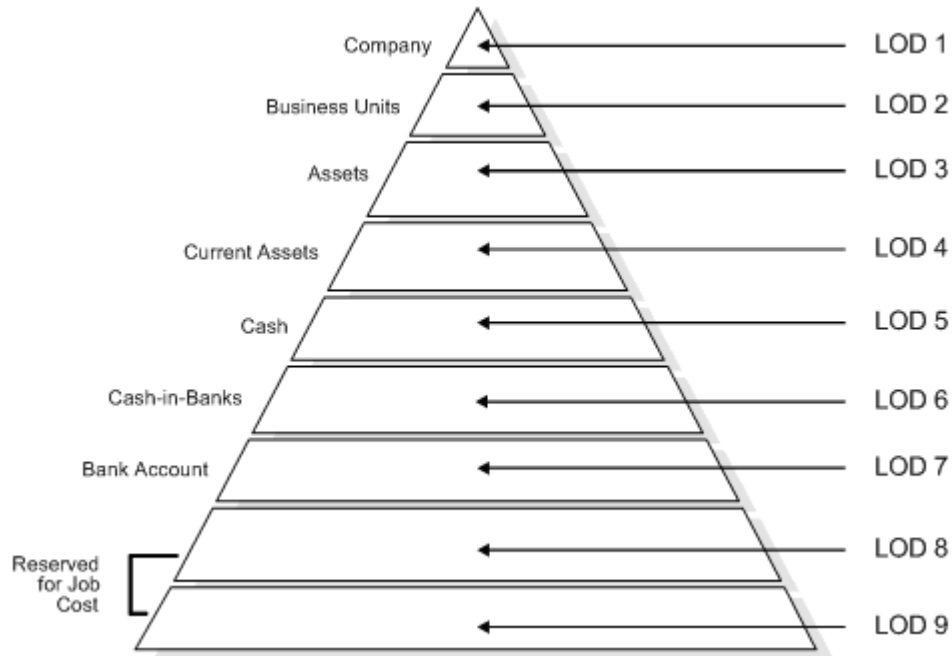 Company
LOD 1
Business Units
LOD 2
Assets
LOD 3
Current Assets
LOD 4
Cash
LOD 5
Cash-in-Banks
LOD 6
Bank Account
LOD 7
Reserved
for Job
Cost
LOD 8
LOD 9